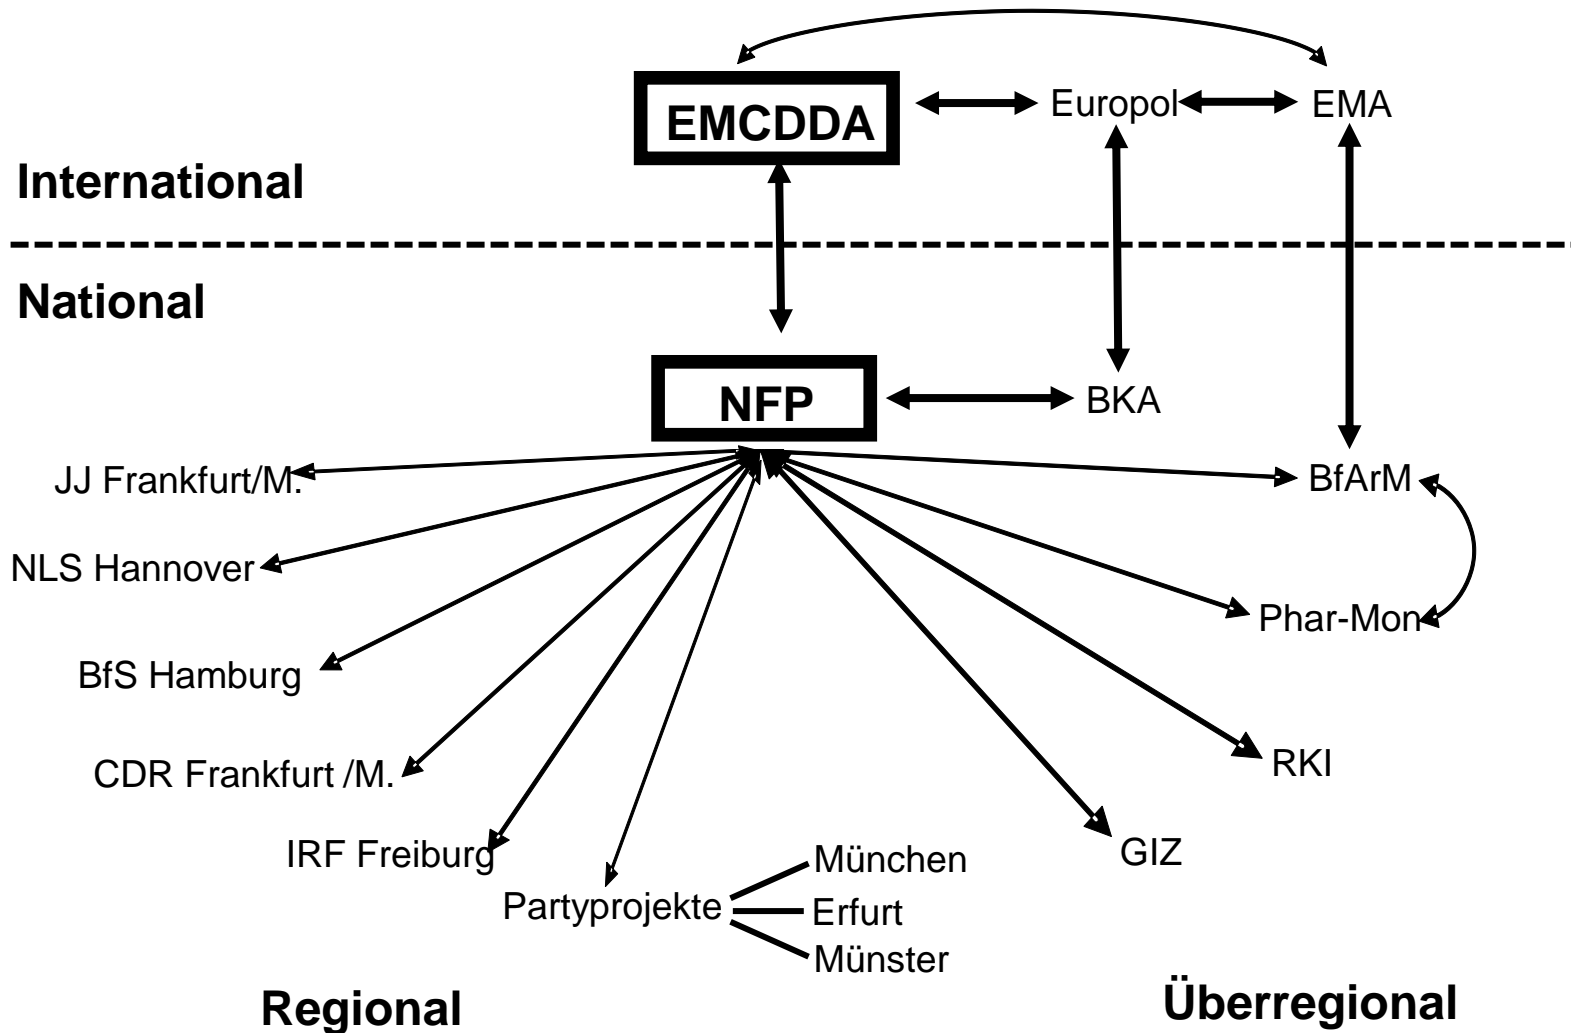 EMCDDA
Europol
EMA
International
National
NFP
BKA
JJ Frankfurt/M.
BfArM
NLS Hannover
Phar-Mon
BfS Hamburg
CDR Frankfurt /M.
RKI
IRF Freiburg
GIZ
München
Partyprojekte
Erfurt
Münster
Regional
Überregional